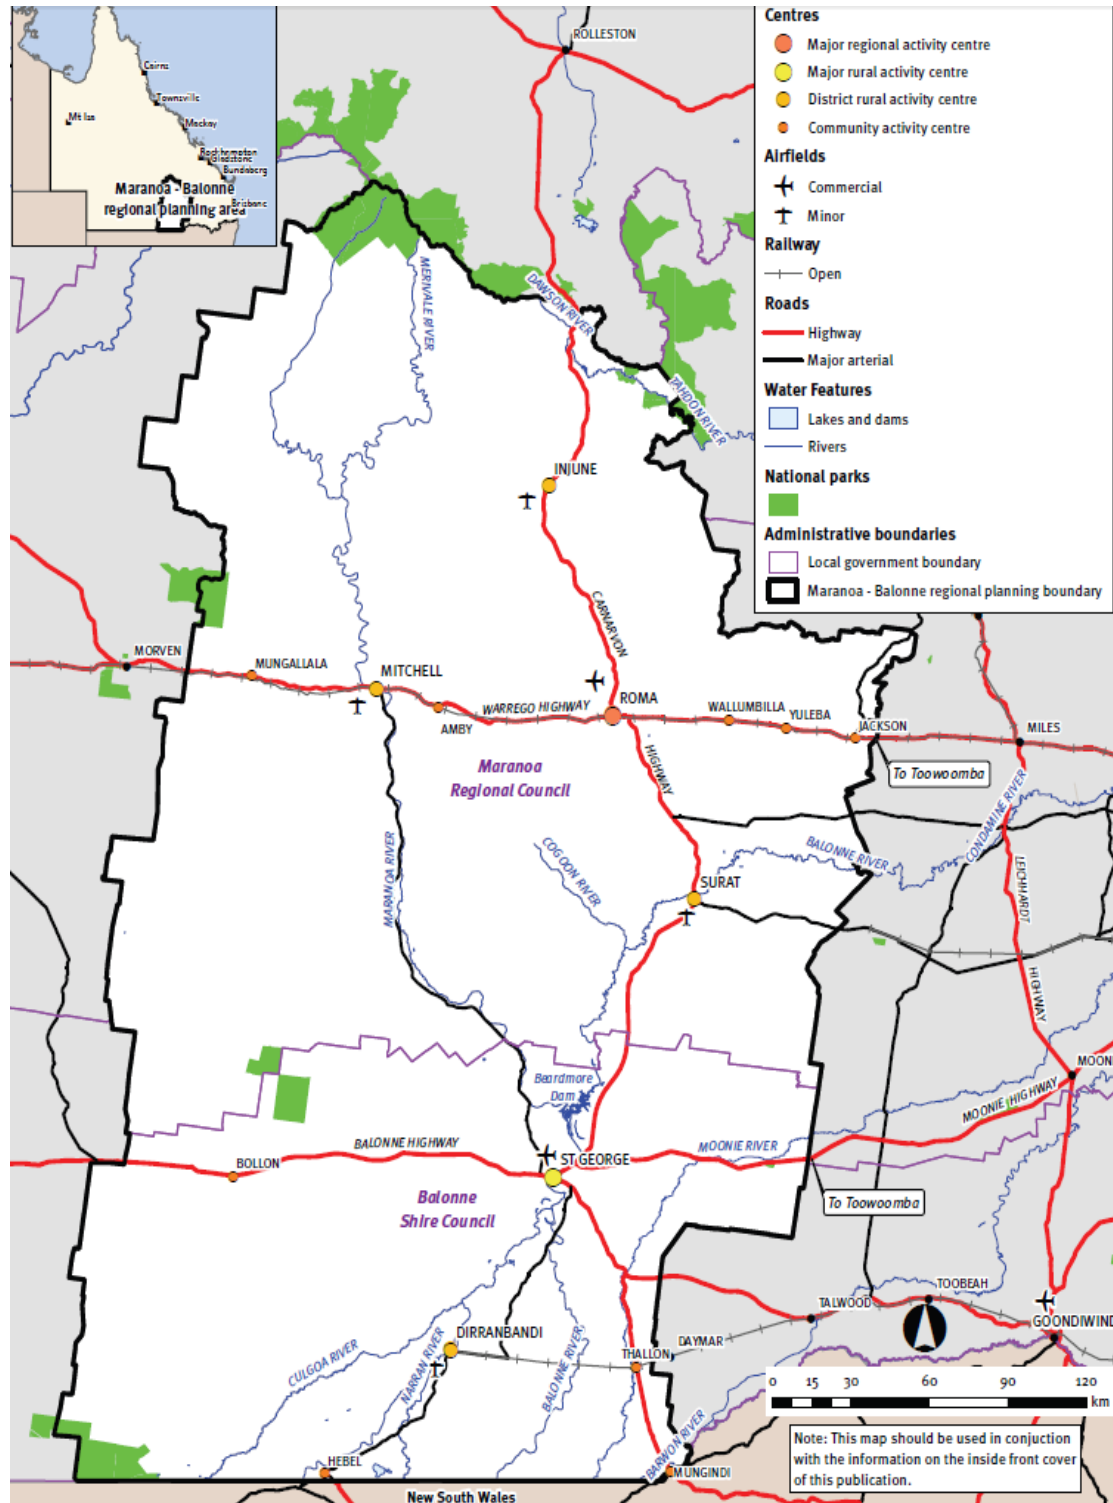 Cairns
Townsville
Mt Isa
Mackay
Rockhampton
Gladstone
Bundaberg
Maranoa - Balonne
regional planning area
Brisbane
Centres
Major regional activity centre
Major rural activity centre
District rural activity centre
Community activity centre
Airfields
Commercial
Minor
Railway
Open
Roads
Highway
Major arterial
Water Features
Lakes and dams
Rivers
National parks
Administrative boundaries
Local government boundary
Maranoa - Balonne regional planning boundary
ROLLESTON
MERIVALE RIVER
DAWSON RIVER
TAHDON RIVER
INJUNE
CARNARVON
MORVEN
MUNGALLALA
MITCHELL
AMBY
WARREGO HIGHWAY
ROMA
WALLUMBILLA
YULEBA
JACKSON
MILES
To Toowoomba
HIGHWAY
Maranoa
Regional Council
MARANOA RIVER
COGOON RIVER
BALONNE RIVER
CONDAMINE RIVER
SURAT
LEICHHARDT
HIGHWAY
Beardmore
Dam
MOONI
MOONIE HIGHWAY
BALONNE HIGHWAY
MOONIE RIVER
BOLLON
ST GEORGE
To Toowoomba
Balonne
Shire Council
TOOBEAH
TALWOOD
GOONDIWIND
DIRRANBANDI
DAYMAR
THALLON
CULGOA RIVER
NARRAN RIVER
BALONNE RIVER
BARWON RIVER
0 15 30 60 90 120
km
HEBEL
MUNGINDI
New South Wales
Note: This map should be used in conjuction
with the information on the inside front cover
of this publication.